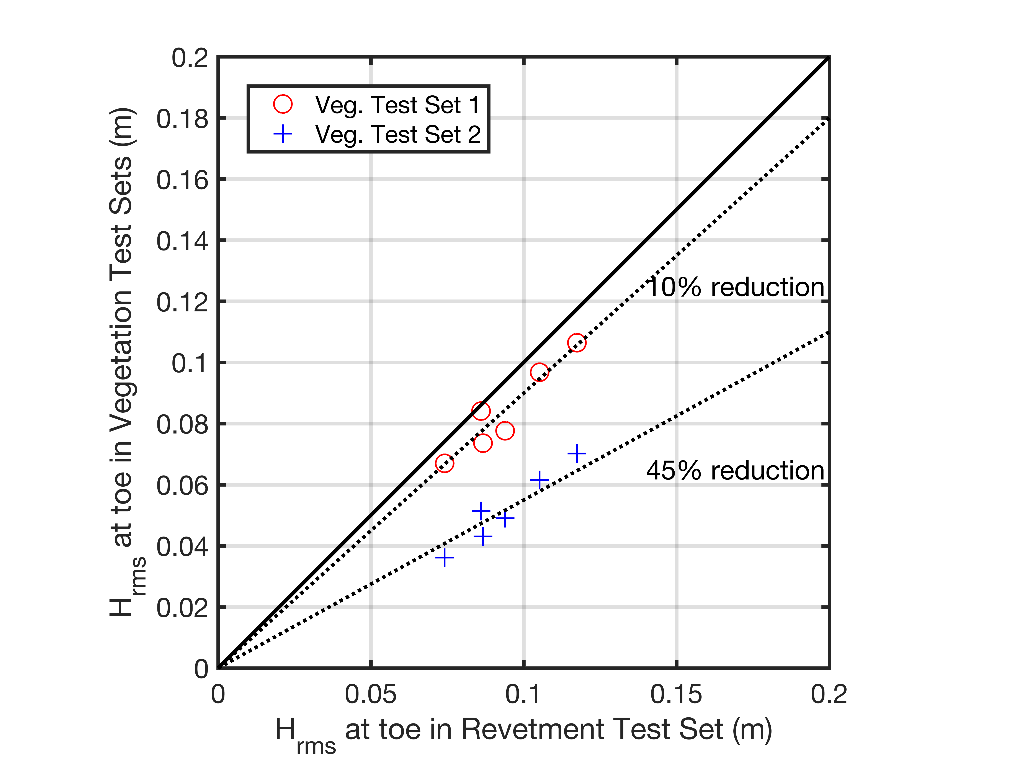 0.2
0.18
0.16
0.14
0.12
0.1
0.08
0.06
0.04
0.02
0
H_rms at toe in Vegetation Test Sets (m)
Veg. Test Set 1
Veg. Test Set 2
10% reduction
45% reduction
0 0.05 0.1 0.15 0.2
H_rms at toe in Revetment Test Set (m)